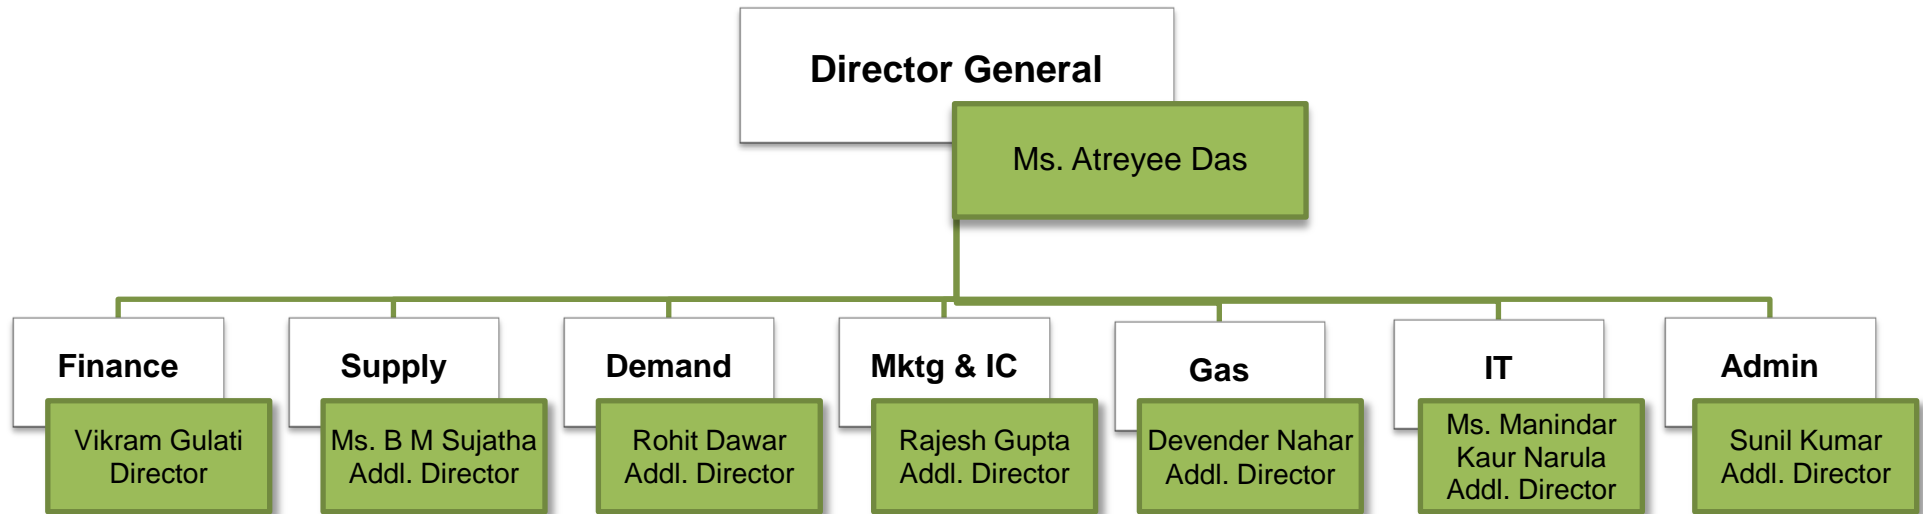 Director General
Ms. Atreyee Das
Finance
Vikram Gulati
Director
Supply
Ms. B M Sujatha
Addl. Director
Demand
Rohit Dawar
Addl. Director
Mktg & IC
Rajesh Gupta
Addl. Director
Gas
Devender Nahar
Addl. Director
IT
Ms. Manindar
Kaur Narula
Addl. Director
Admin
Sunil Kumar
Addl. Director